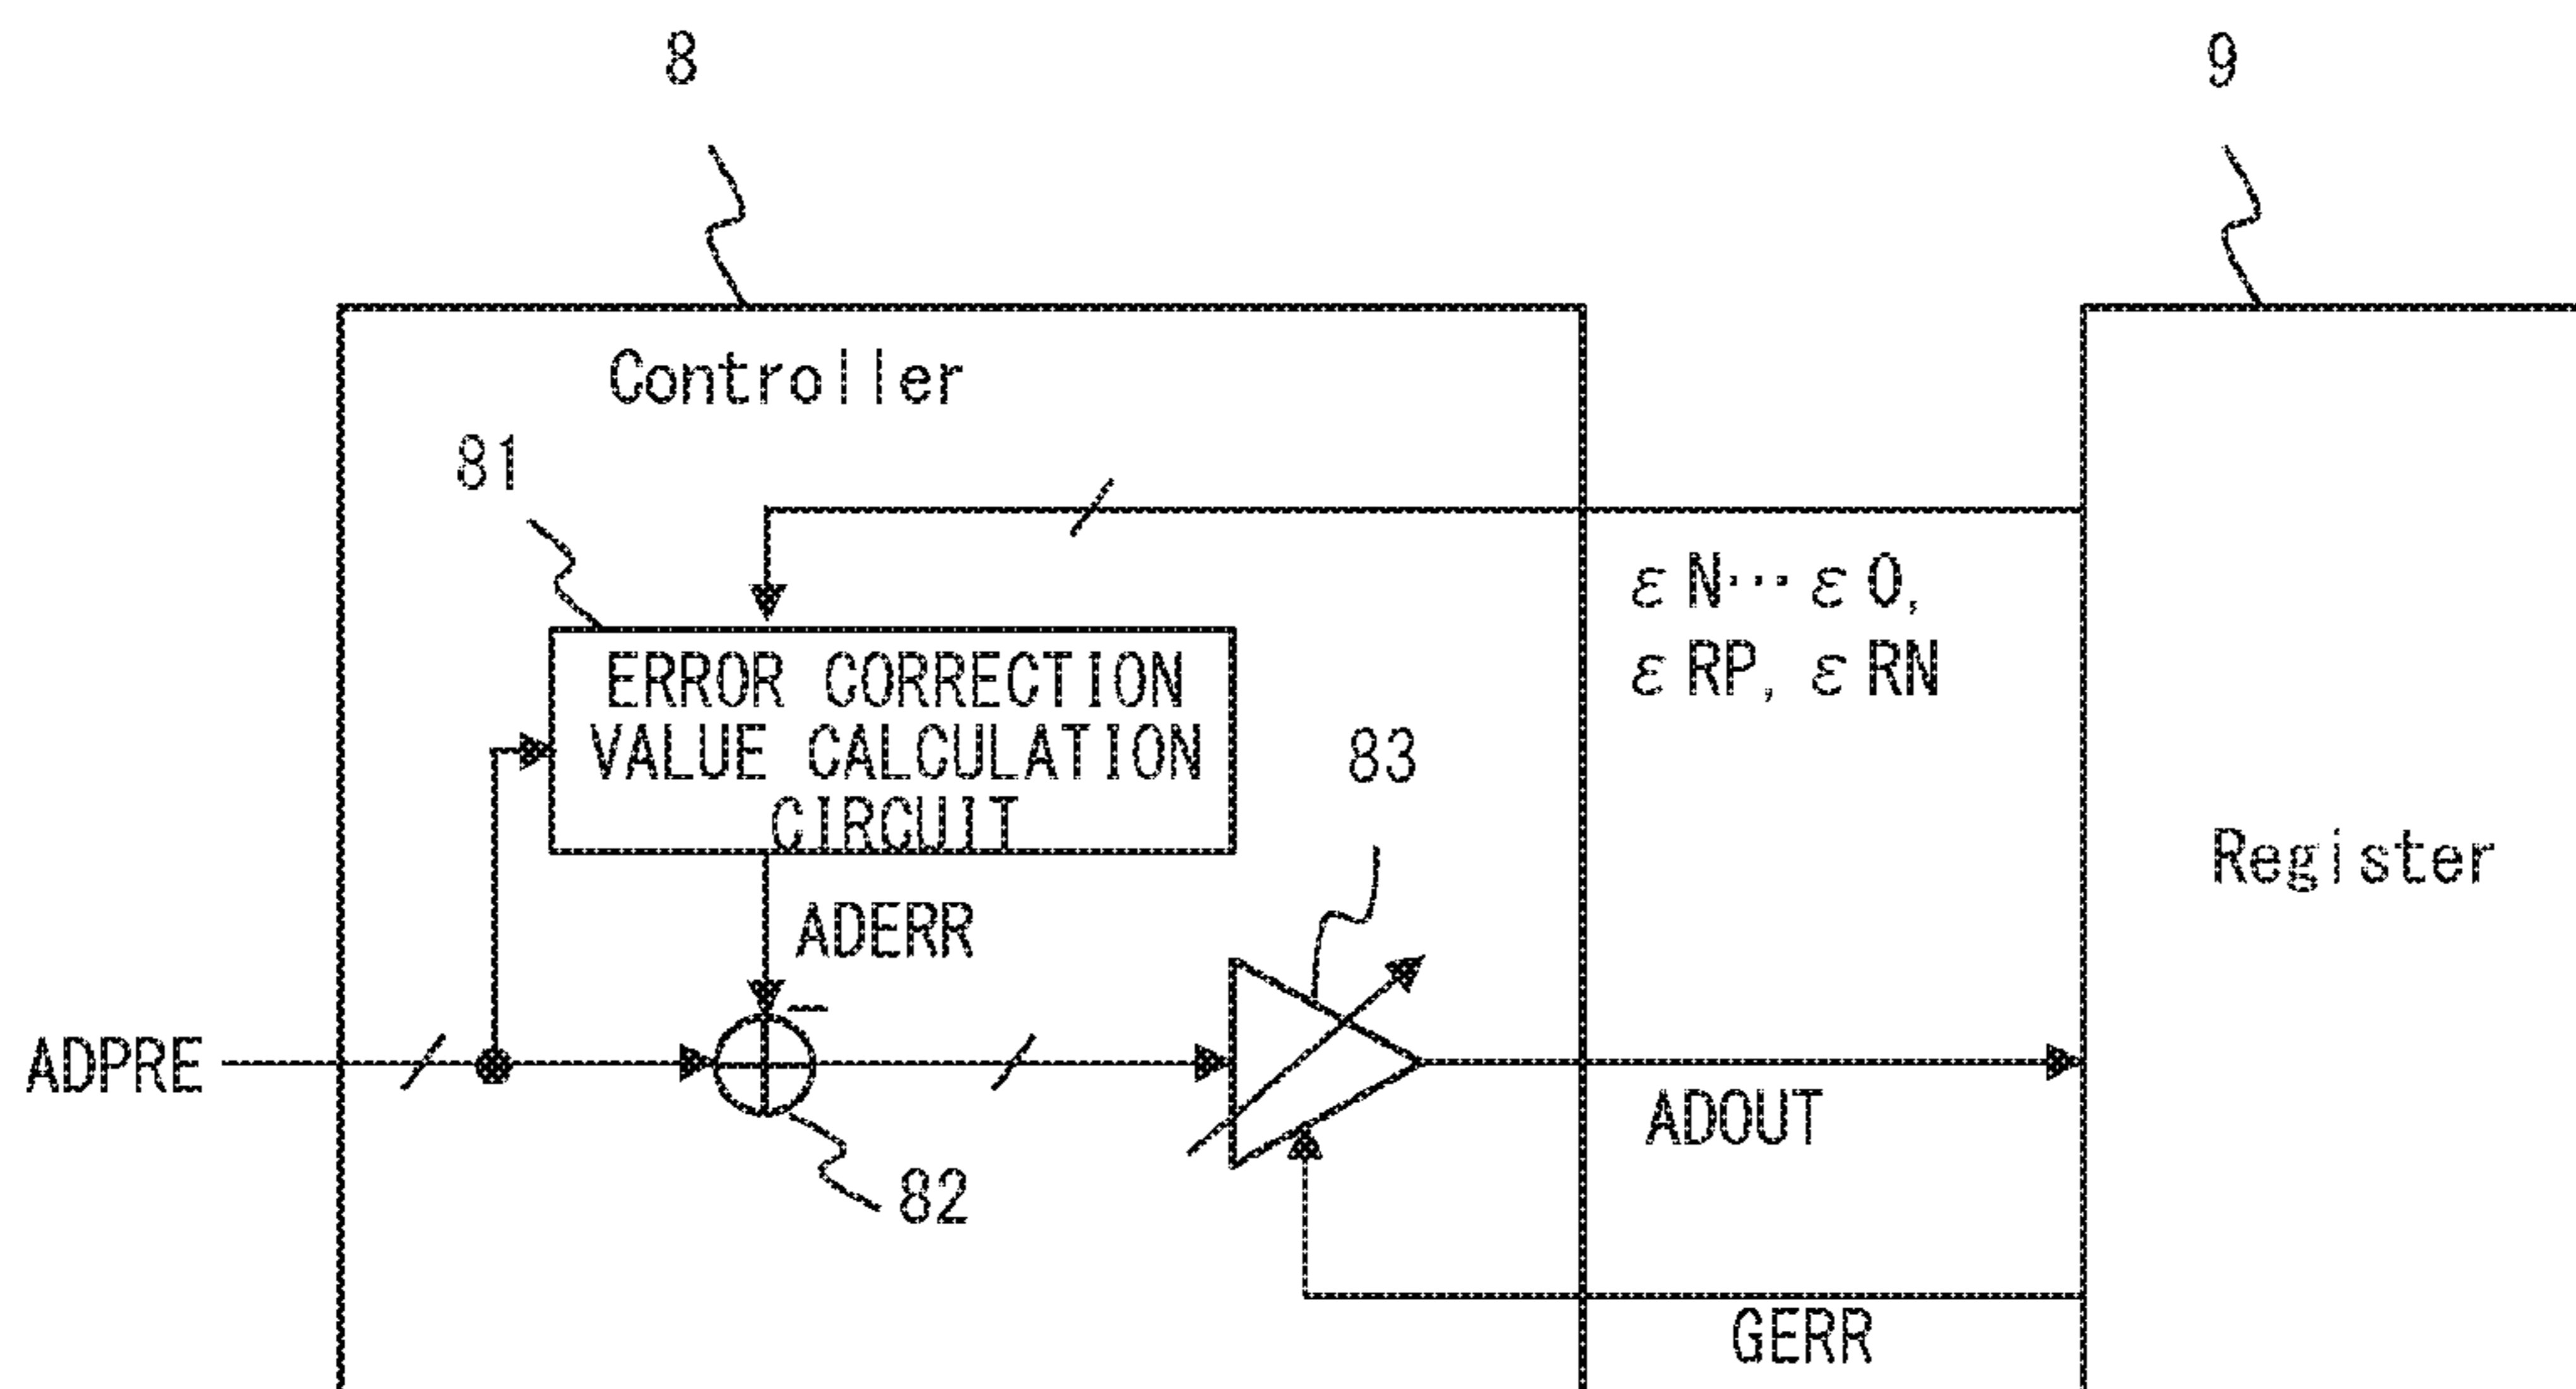 8
9
Controller
81
ε N··· ε 0,
ε RP, ε RN
ERROR CORRECTION
VALUE CALCULATION
CIRCUIT
83
Register
ADERR
−
ADPRE
ADOUT
82
GERR